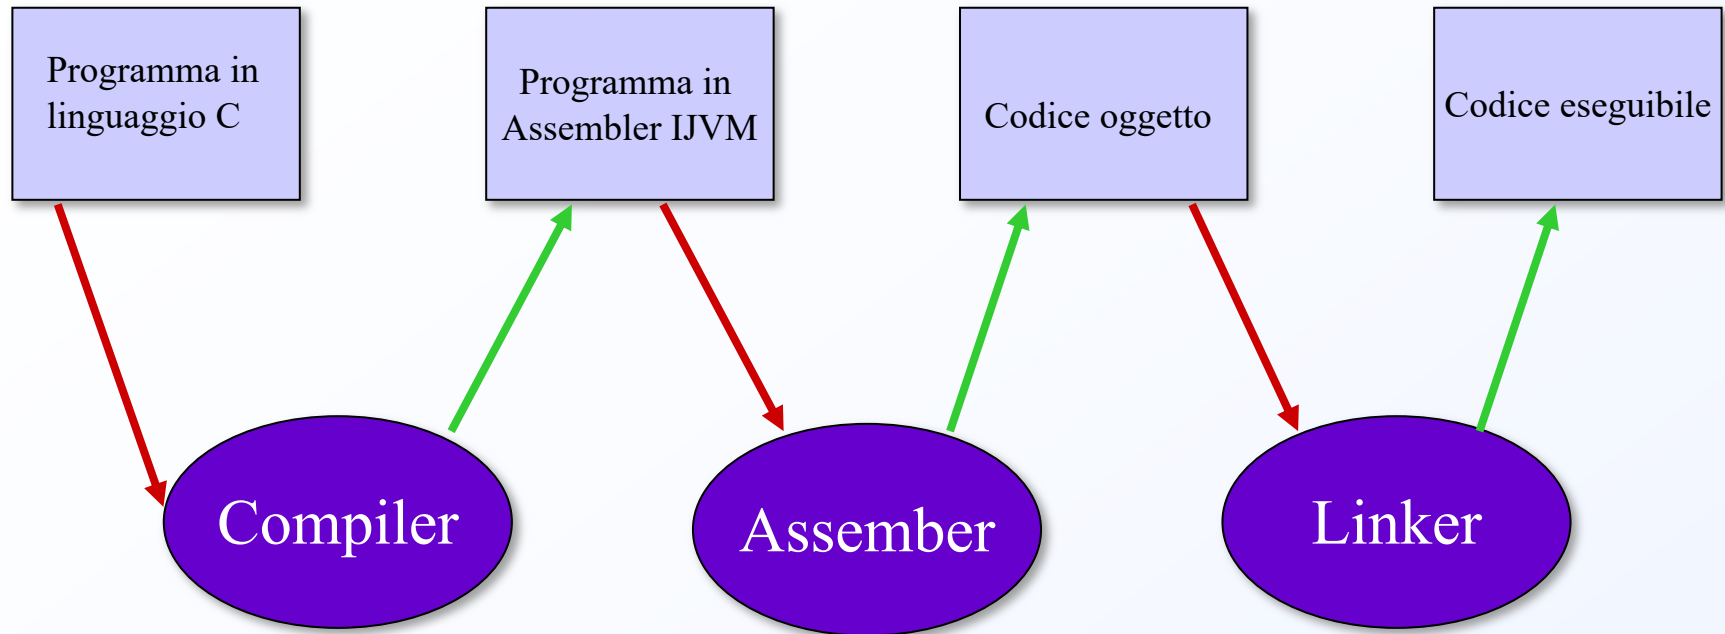 Programma in
linguaggio C
Programma in
Assembler IJVM
Codice oggetto
Codice eseguibile
Compiler
Assember
Linker